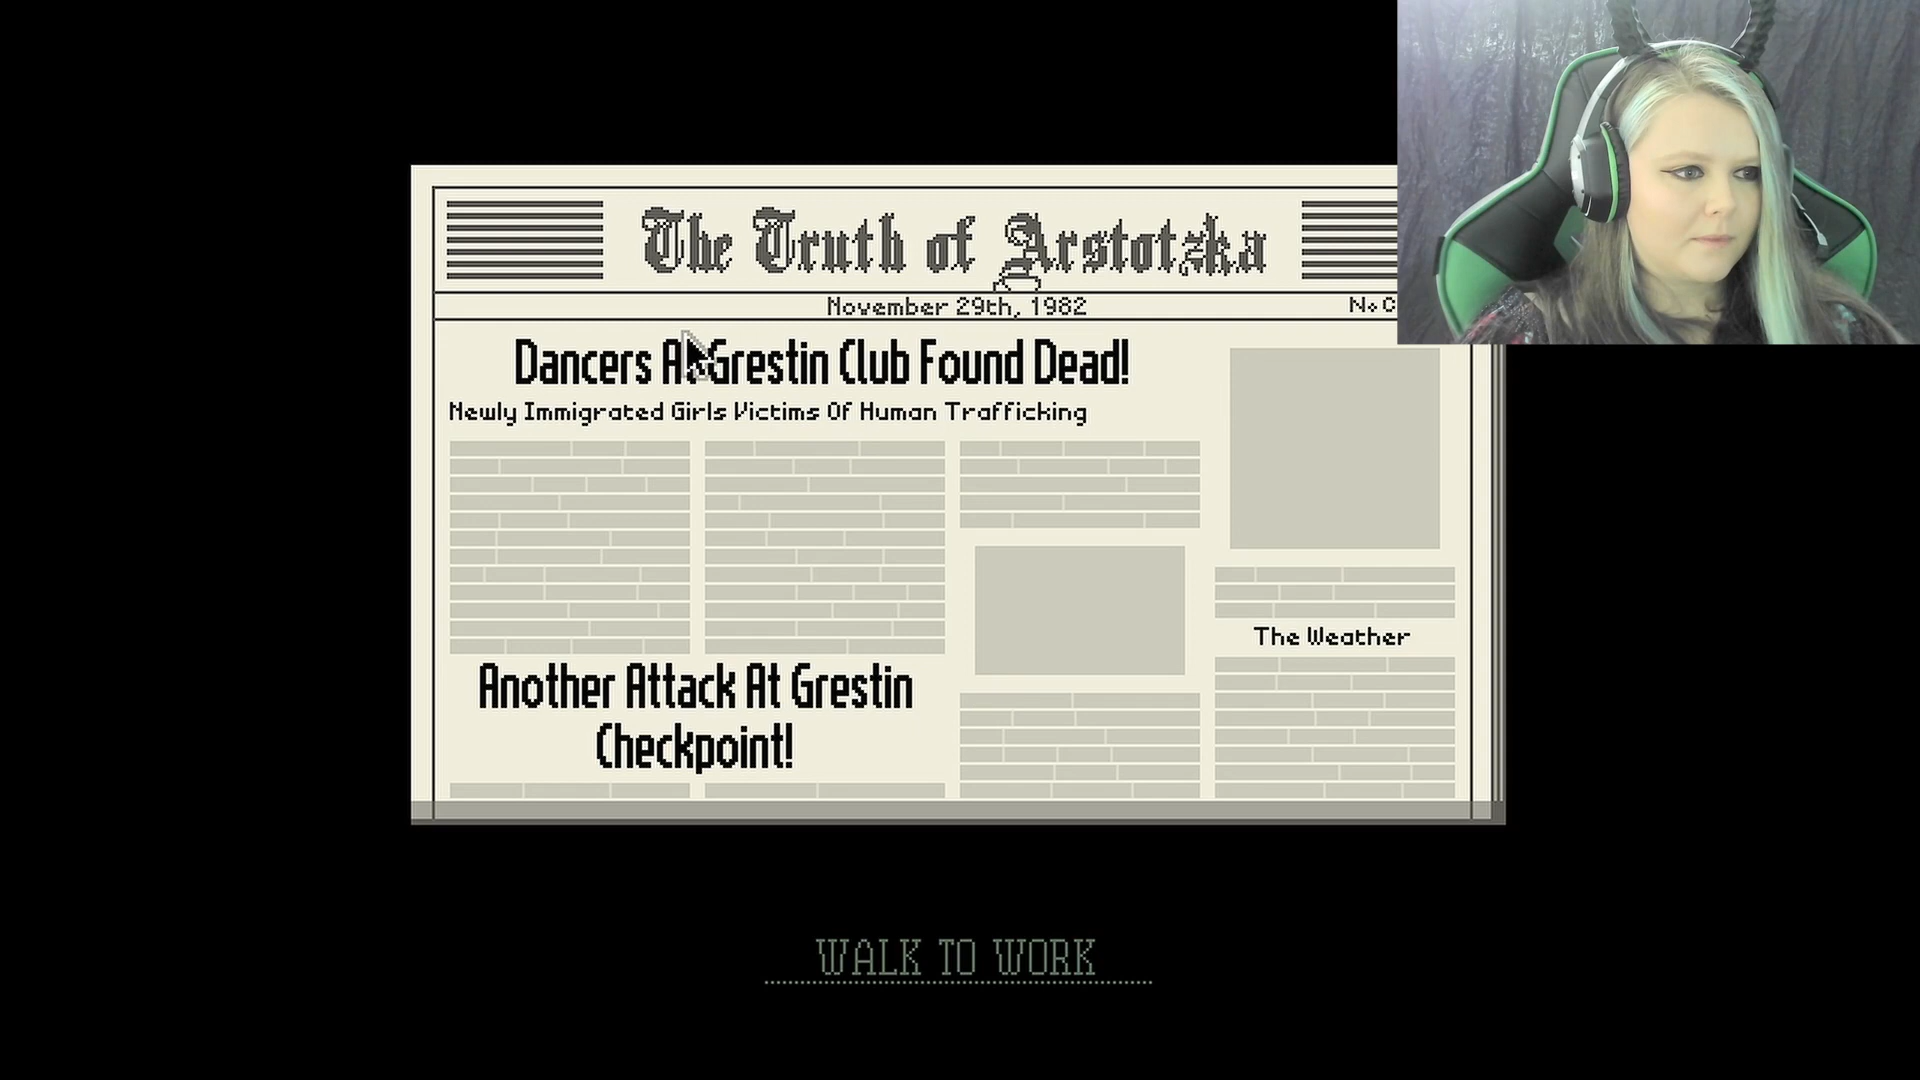 The Truth of Arstotzka
November 29th, 1982
Dancers At Grestin Club Found Dead!
Newly Immigrated Girls Victims Of Human Trafficking
The Weather
Another Attack At Grestin
Checkpoint!
WALK TO WORK